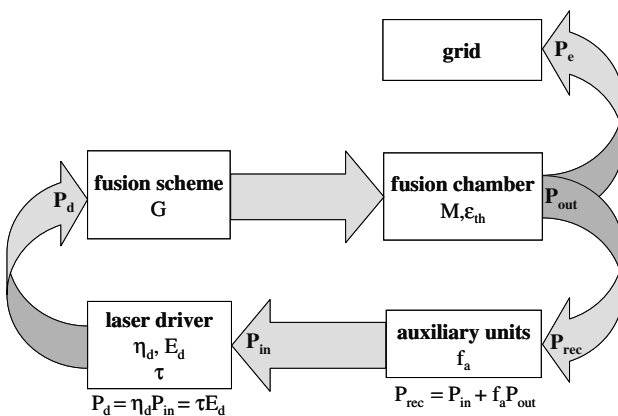 grid
P_e
fusion scheme
G
P_d
fusion chamber
M,ε_th
P_out
laser driver
η_d, E_d
τ
P_in
auxiliary units
f_a
P_rec
P_d = η_dP_in = τE_d
P_rec = P_in + f_aP_out